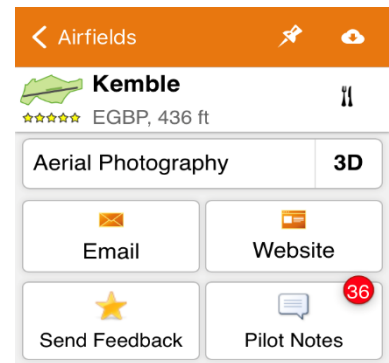 Airfields
Kemble
EGBP, 436 ft
Aerial Photography 3D
Email Website
36
Send Feedback Pilot Notes